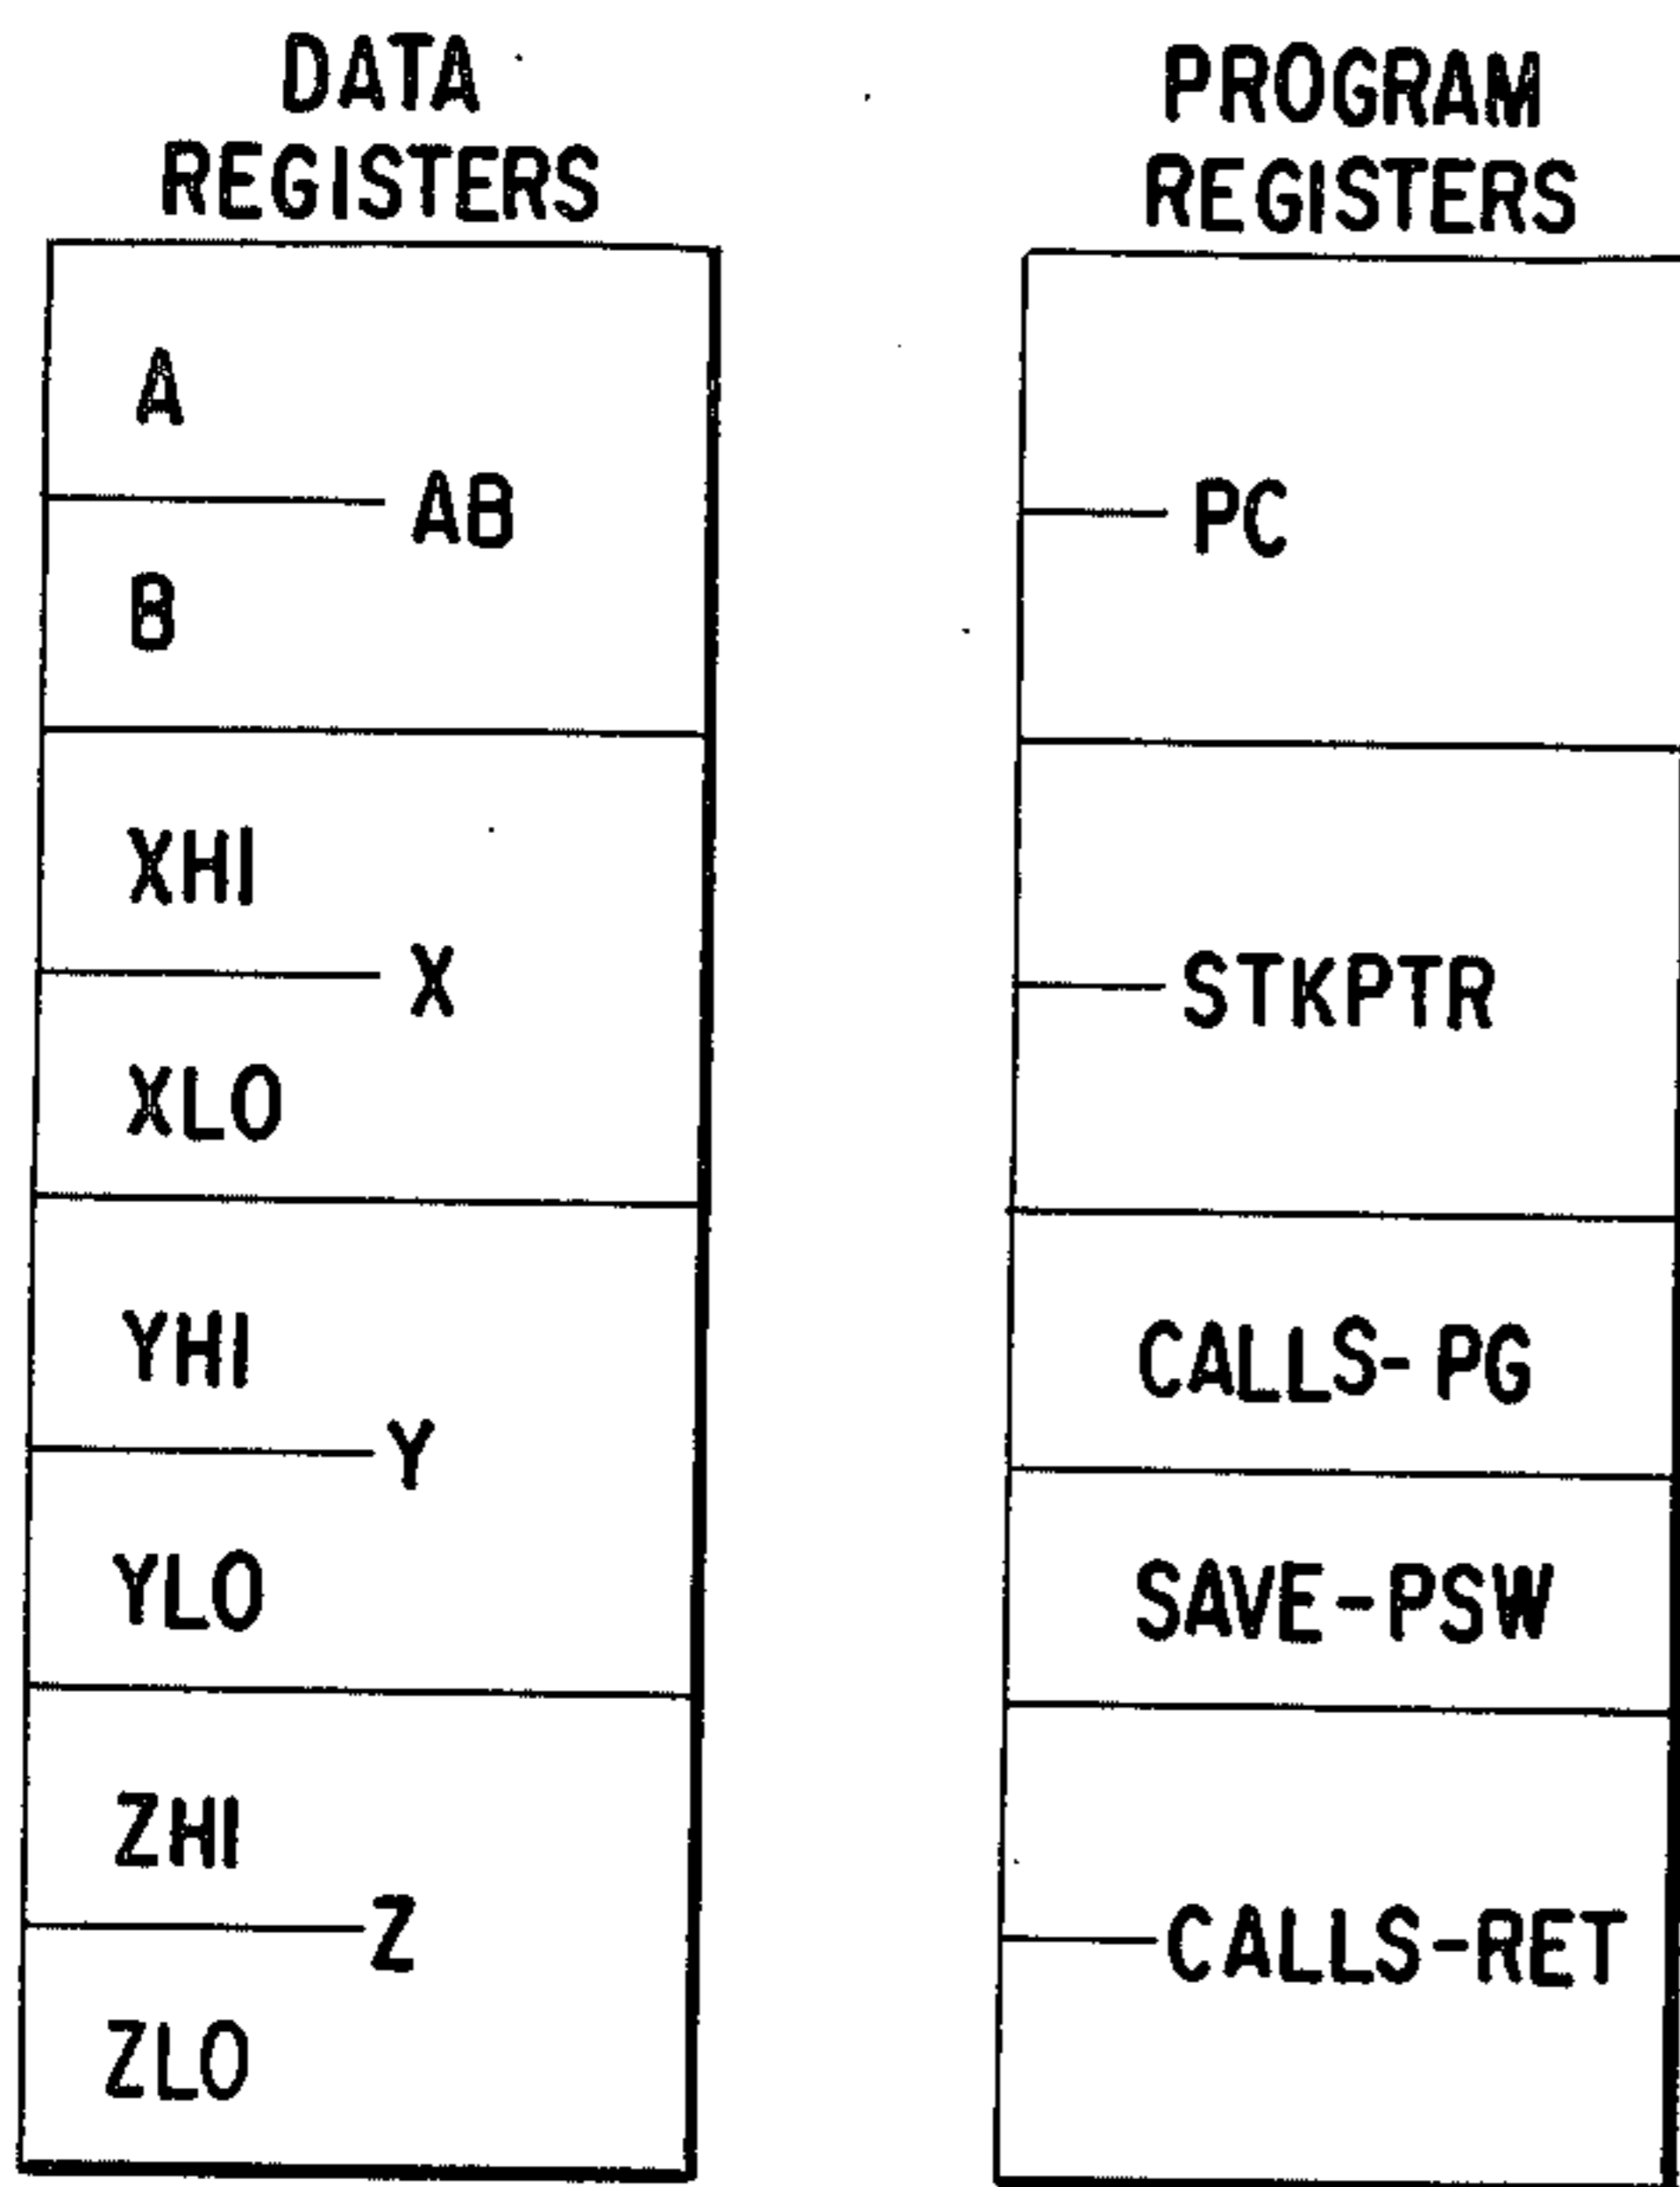 DATA
REGISTERS
A
AB
B
XHI
X
XLO
YHI
Y
YLO
ZHI
Z
ZLO
PROGRAM
REGISTERS
PC
STKPTR
CALLS-PG
SAVE-PSW
CALLS-RET